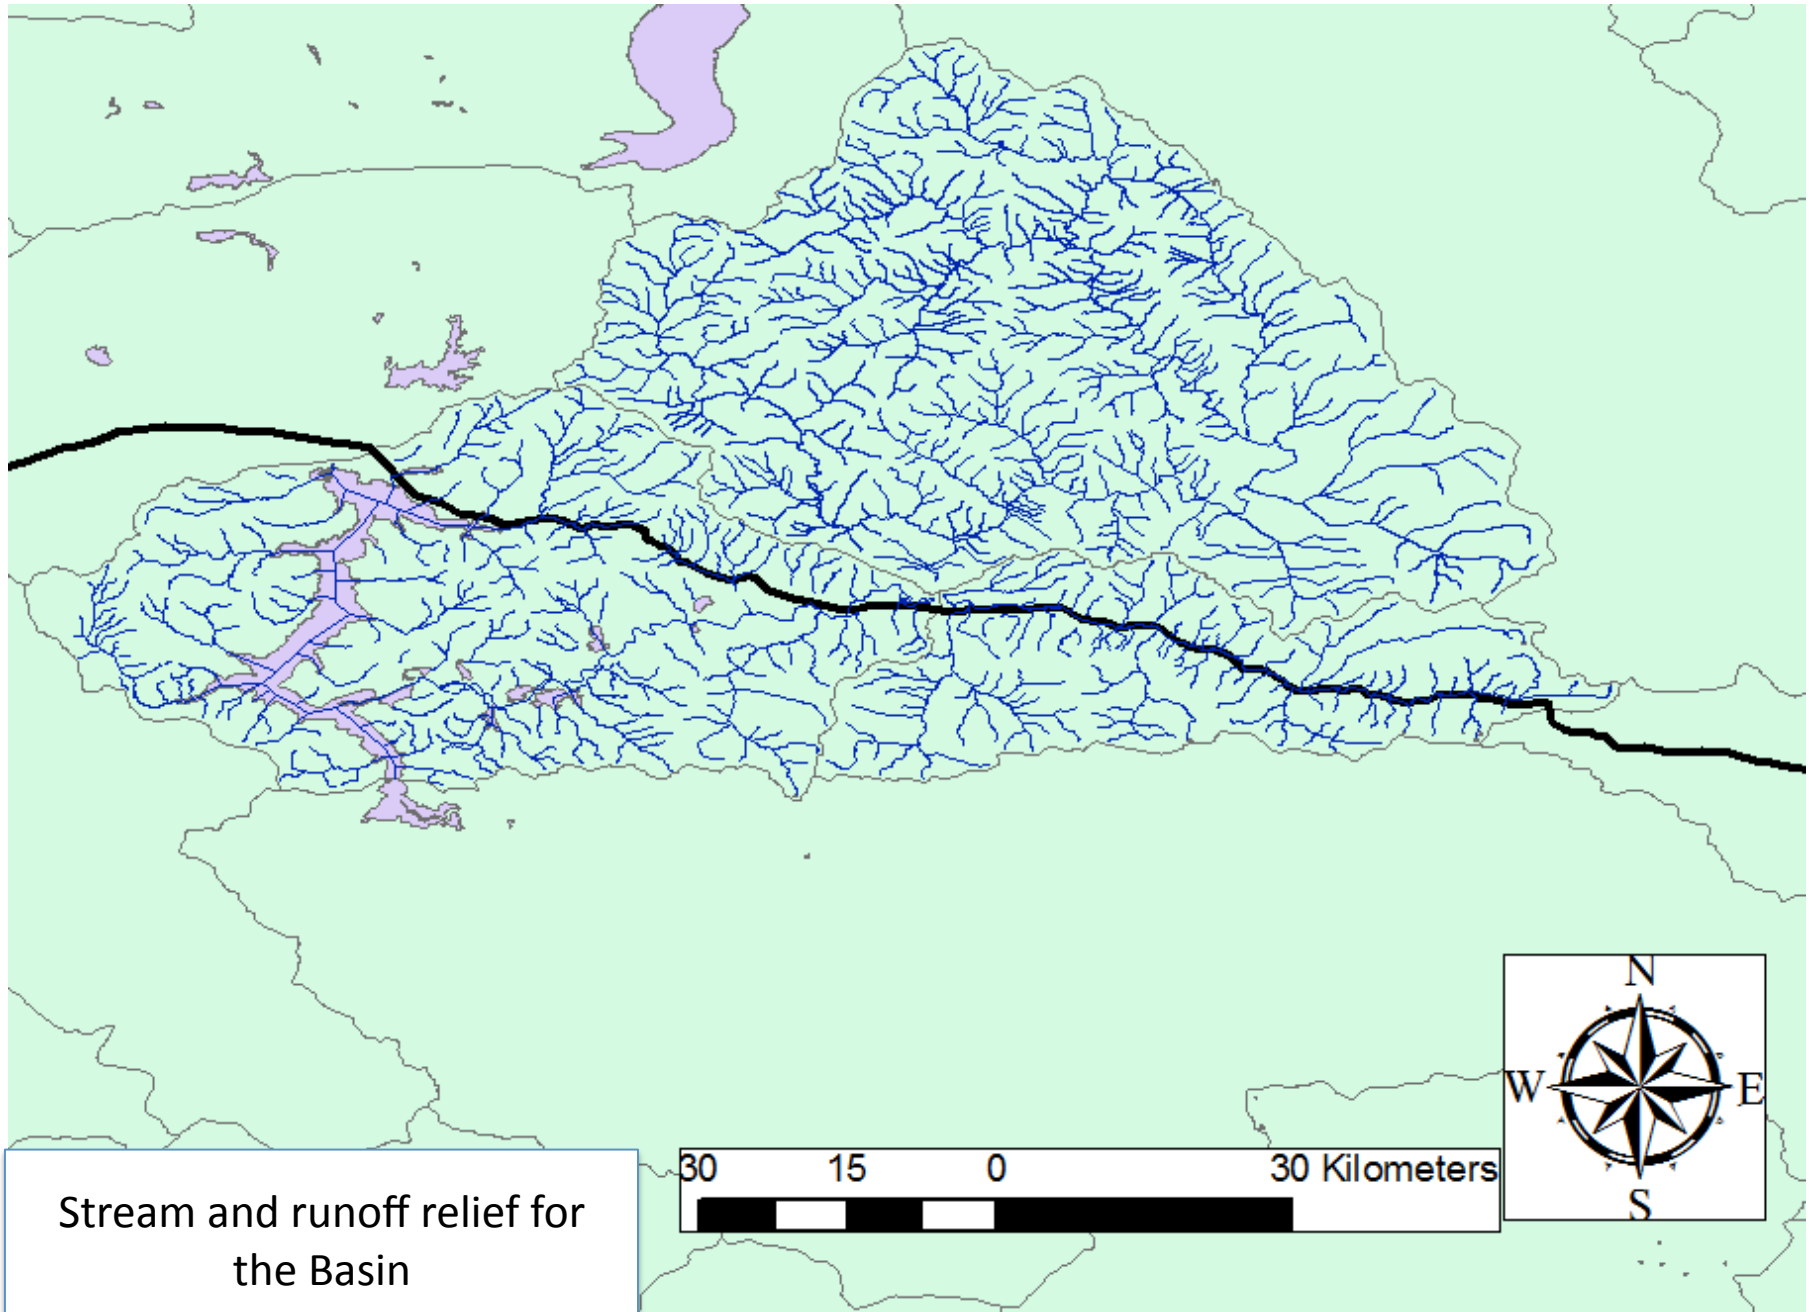 N
W E
S
30 15 0 30 Kilometers
Stream and runoff relief for
the Basin